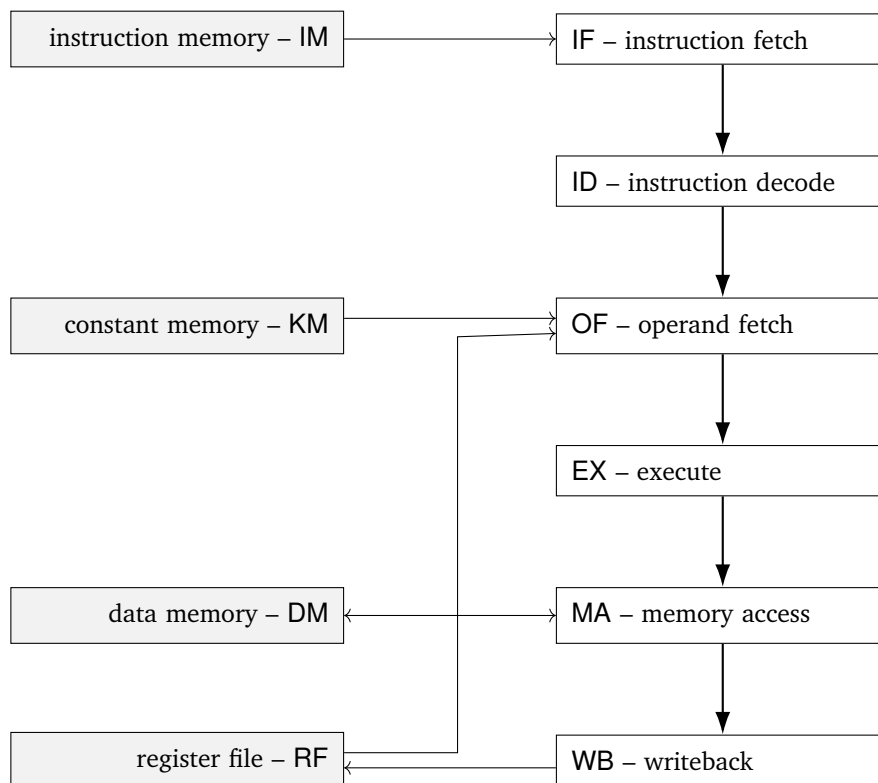 instruction memory – IM
IF – instruction fetch
ID – instruction decode
constant memory – KM
OF – operand fetch
EX – execute
data memory – DM
MA – memory access
register file – RF
WB – writeback